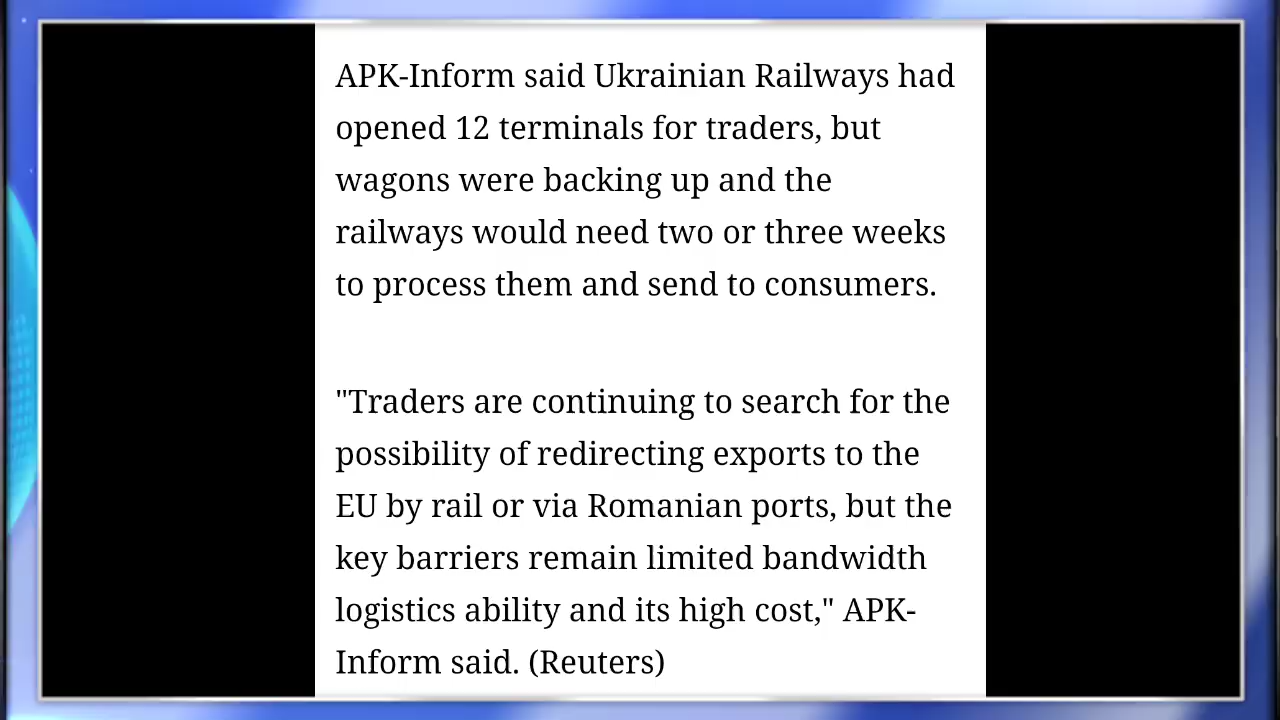 APK-Inform said Ukrainian Railways had
opened 12 terminals for traders, but
wagons were backing up and the
railways would need two or three weeks
to process them and send to consumers.
"Traders are continuing to search for the
possibility of redirecting exports to the
EU by rail or via Romanian ports, but the
key barriers remain limited bandwidth
logistics ability and its high cost," APK-
Inform said. (Reuters)